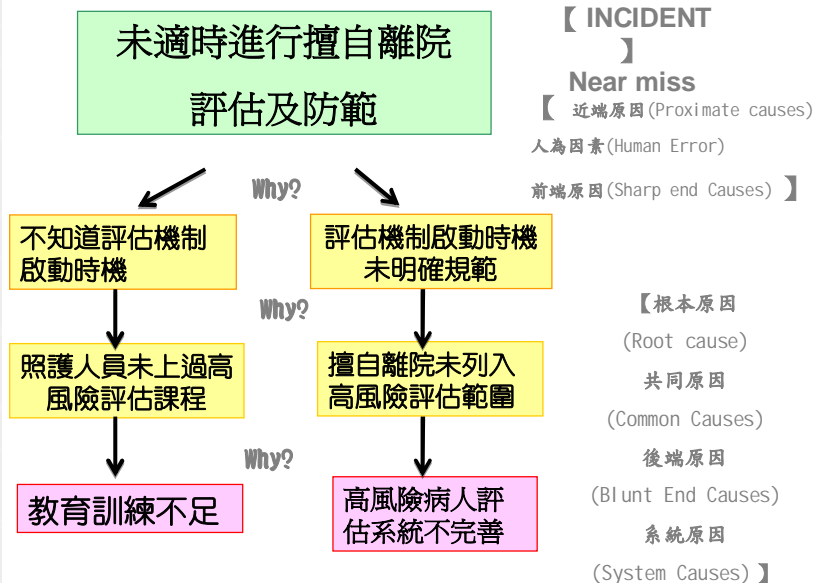 未適時進行擅自離院
評估及防範
【 INCIDENT
】
Near miss
【 近端原因(Proximate causes)
人為因素(Human Error)
前端原因(Sharp end Causes) 】
Why?
不知道評估機制
啟動時機
評估機制啟動時機
未明確規範
Why?
照護人員未上過高
風險評估課程
擅自離院未列入
高風險評估範圍
Why?
教育訓練不足
高風險病人評
估系統不完善
【根本原因
(Root cause)
共同原因
(Common Causes)
後端原因
(Blunt End Causes)
系統原因
(System Causes) 】